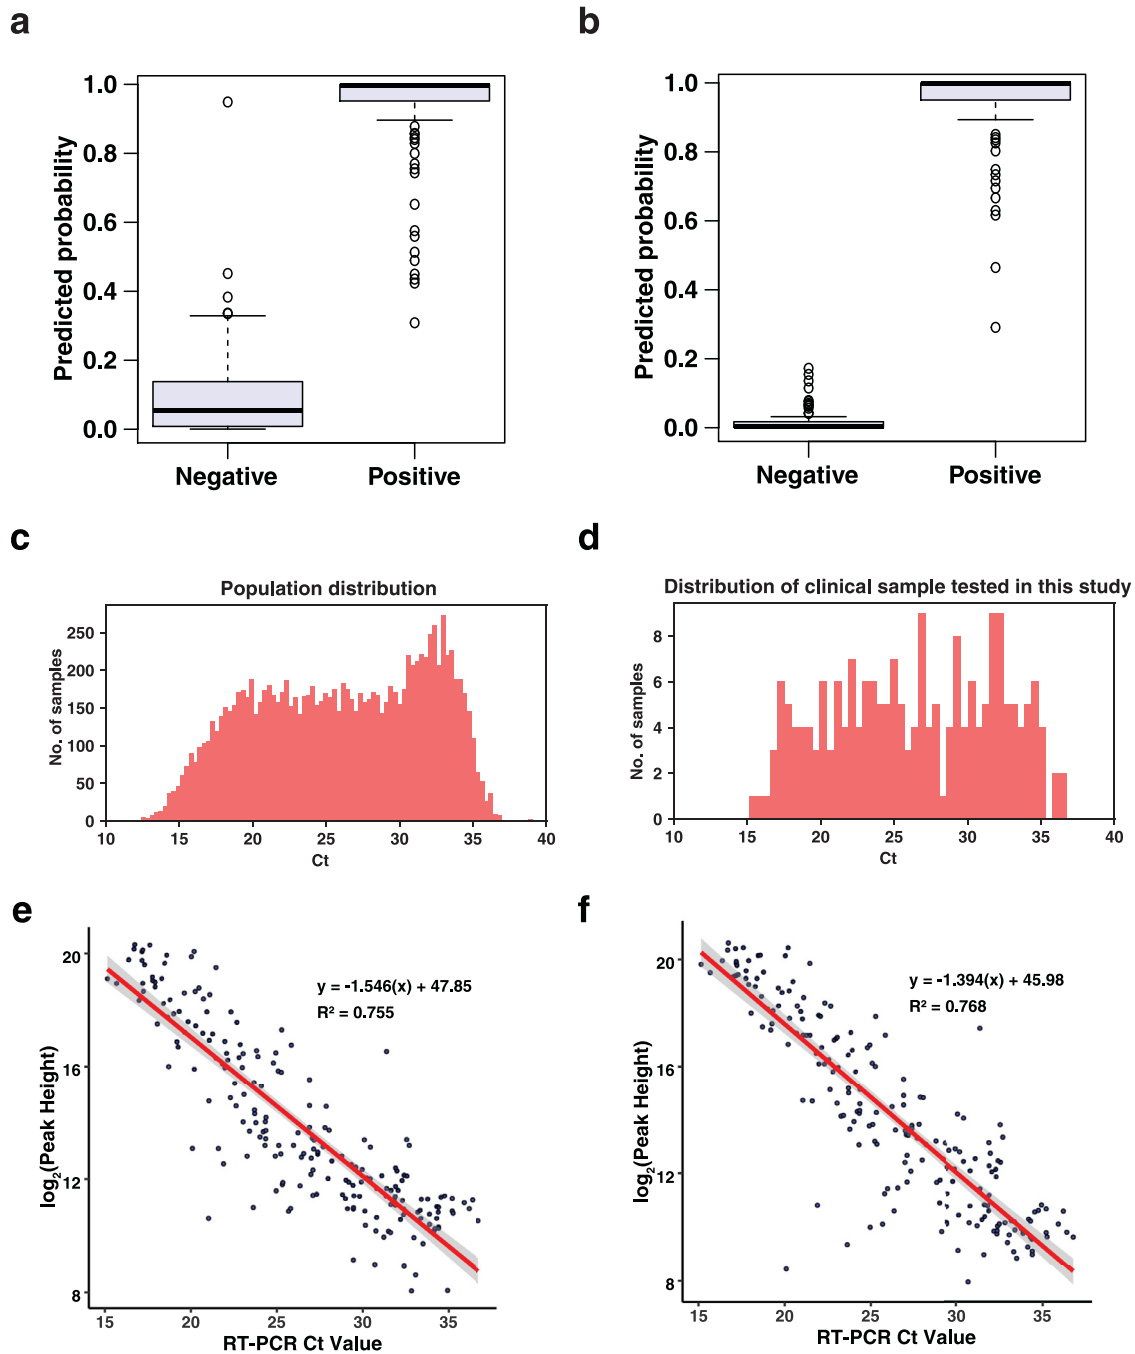 a
b
1.0
0.8
0.6
0.4
0.2
0.0
Predicted probability
Negative
Positive
1.0
0.8
0.6
0.4
0.2
0.0
Predicted probability
Negative
Positive
c
d
Population distribution
250
200
150
100
50
0
No. of samples
10
15
20
25
30
35
40
Ct
Distribution of clinical sample tested in this study
8
6
4
2
0
No. of samples
10
15
20
25
30
35
40
Ct
e
f
20
16
12
8
log₂(Peak Height)
y = -1.546(x) + 47.85
R² = 0.755
15
20
25
30
35
RT-PCR Ct Value
20
16
12
8
log₂(Peak Height)
y = -1.394(x) + 45.98
R² = 0.768
15
20
25
30
35
RT-PCR Ct Value